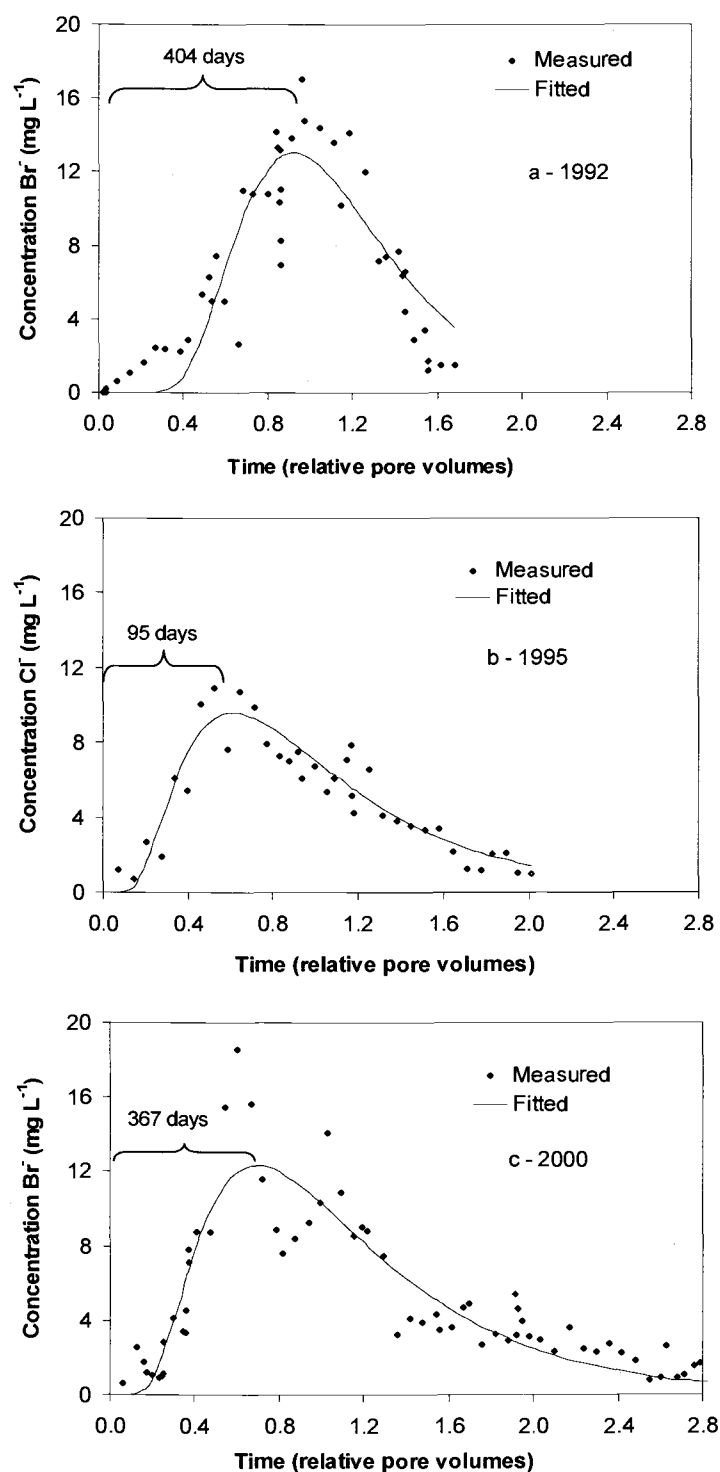 20
16
12
8
4
0
Concentration Br⁻ (mg L⁻¹)
404 days
Measured
Fitted
a - 1992
0.0 0.4 0.8 1.2 1.6 2.0 2.4 2.8
Time (relative pore volumes)
20
16
12
8
4
0
Concentration Cl⁻ (mg L⁻¹)
95 days
Measured
Fitted
b - 1995
0.0 0.4 0.8 1.2 1.6 2.0 2.4 2.8
Time (relative pore volumes)
20
16
12
8
4
0
Concentration Br⁻ (mg L⁻¹)
367 days
Measured
Fitted
c - 2000
0.0 0.4 0.8 1.2 1.6 2.0 2.4 2.8
Time (relative pore volumes)